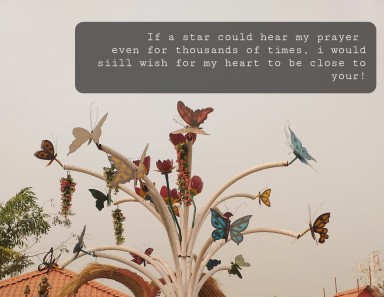 If a star could hear my prayer
even for thousands of times, i would
siill wish for my heart to be close to
your!